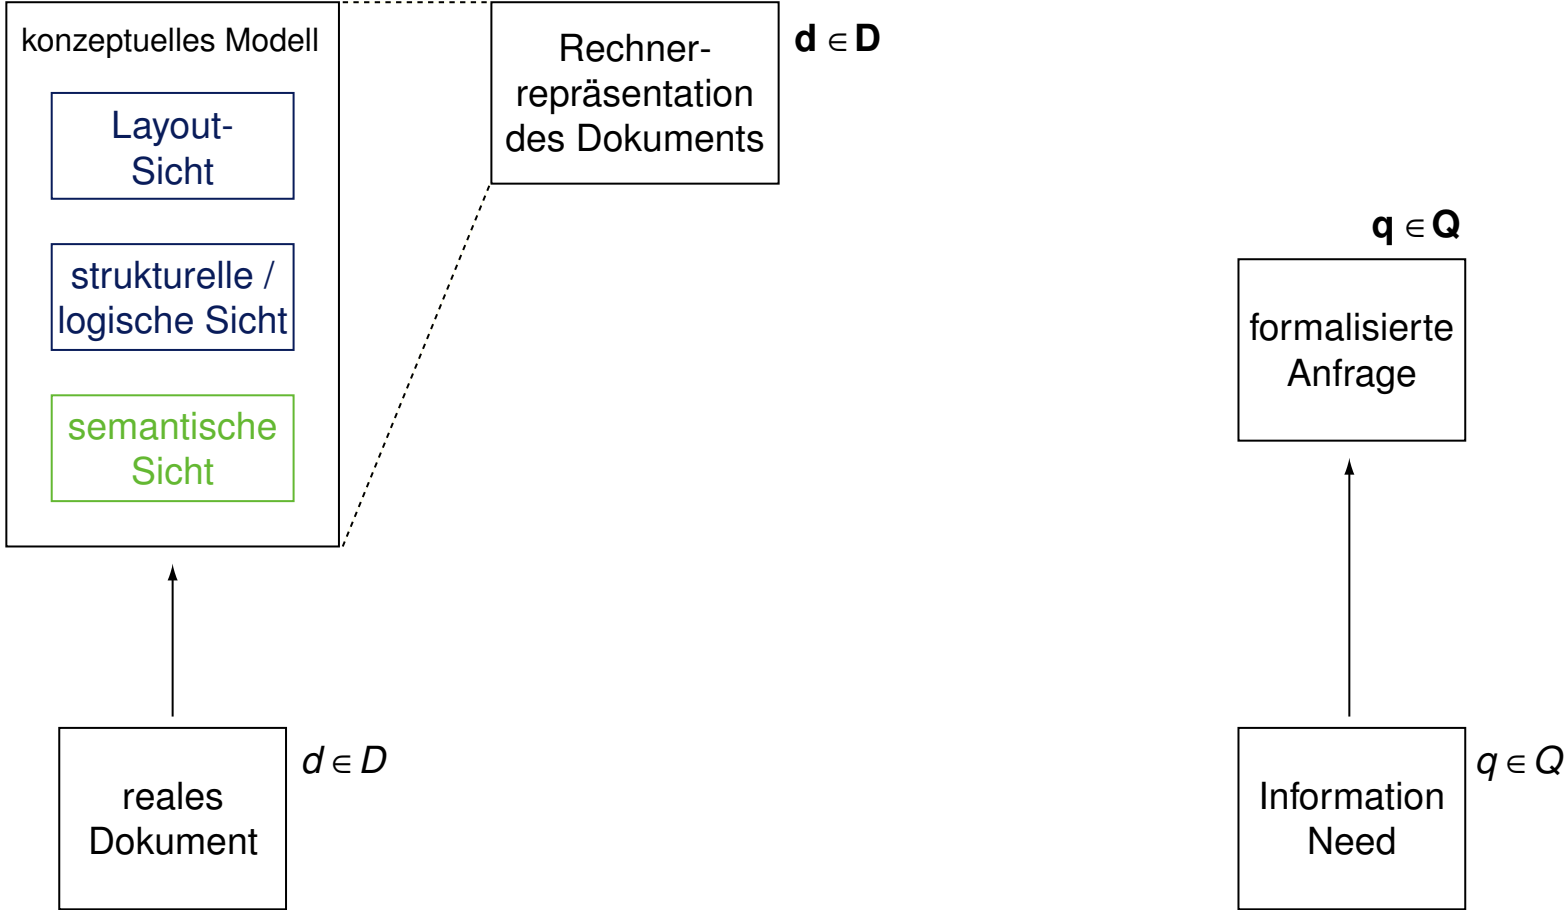 konzeptuelles Modell
Layout-
Sicht
strukturelle /
logische Sicht
semantische
Sicht
Rechner-
repräsentation
des Dokuments
d ∈ D
q ∈ Q
formalisierte
Anfrage
reales
Dokument
d ∈ D
Information
Need
q ∈ Q